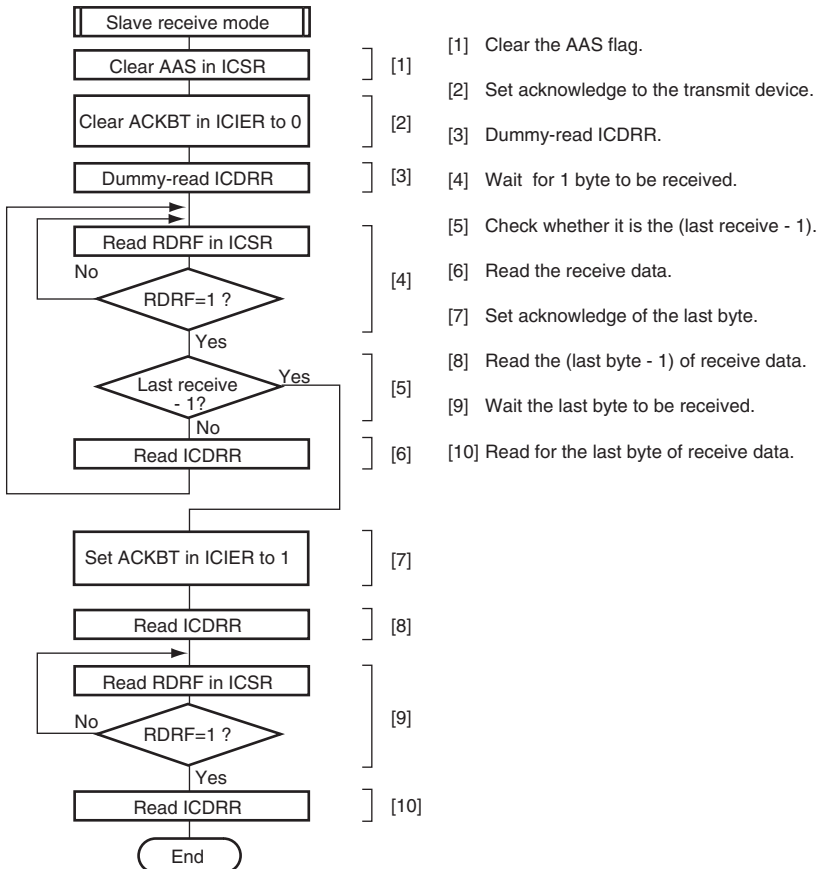 Slave receive mode
Clear AAS in ICSR
[1]
Clear ACKBT in ICIER to 0
[2]
Dummy-read ICDRR
[3]
Read RDRF in ICSR
No
RDRF=1 ?
[4]
Yes
Last receive
- 1?
Yes
[5]
No
Read ICDRR
[6]
Set ACKBT in ICIER to 1
[7]
Read ICDRR
[8]
Read RDRF in ICSR
No
RDRF=1 ?
[9]
Yes
Read ICDRR
[10]
End
[1] Clear the AAS flag.
[2] Set acknowledge to the transmit device.
[3] Dummy-read ICDRR.
[4] Wait for 1 byte to be received.
[5] Check whether it is the (last receive - 1).
[6] Read the receive data.
[7] Set acknowledge of the last byte.
[8] Read the (last byte - 1) of receive data.
[9] Wait the last byte to be received.
[10] Read for the last byte of receive data.